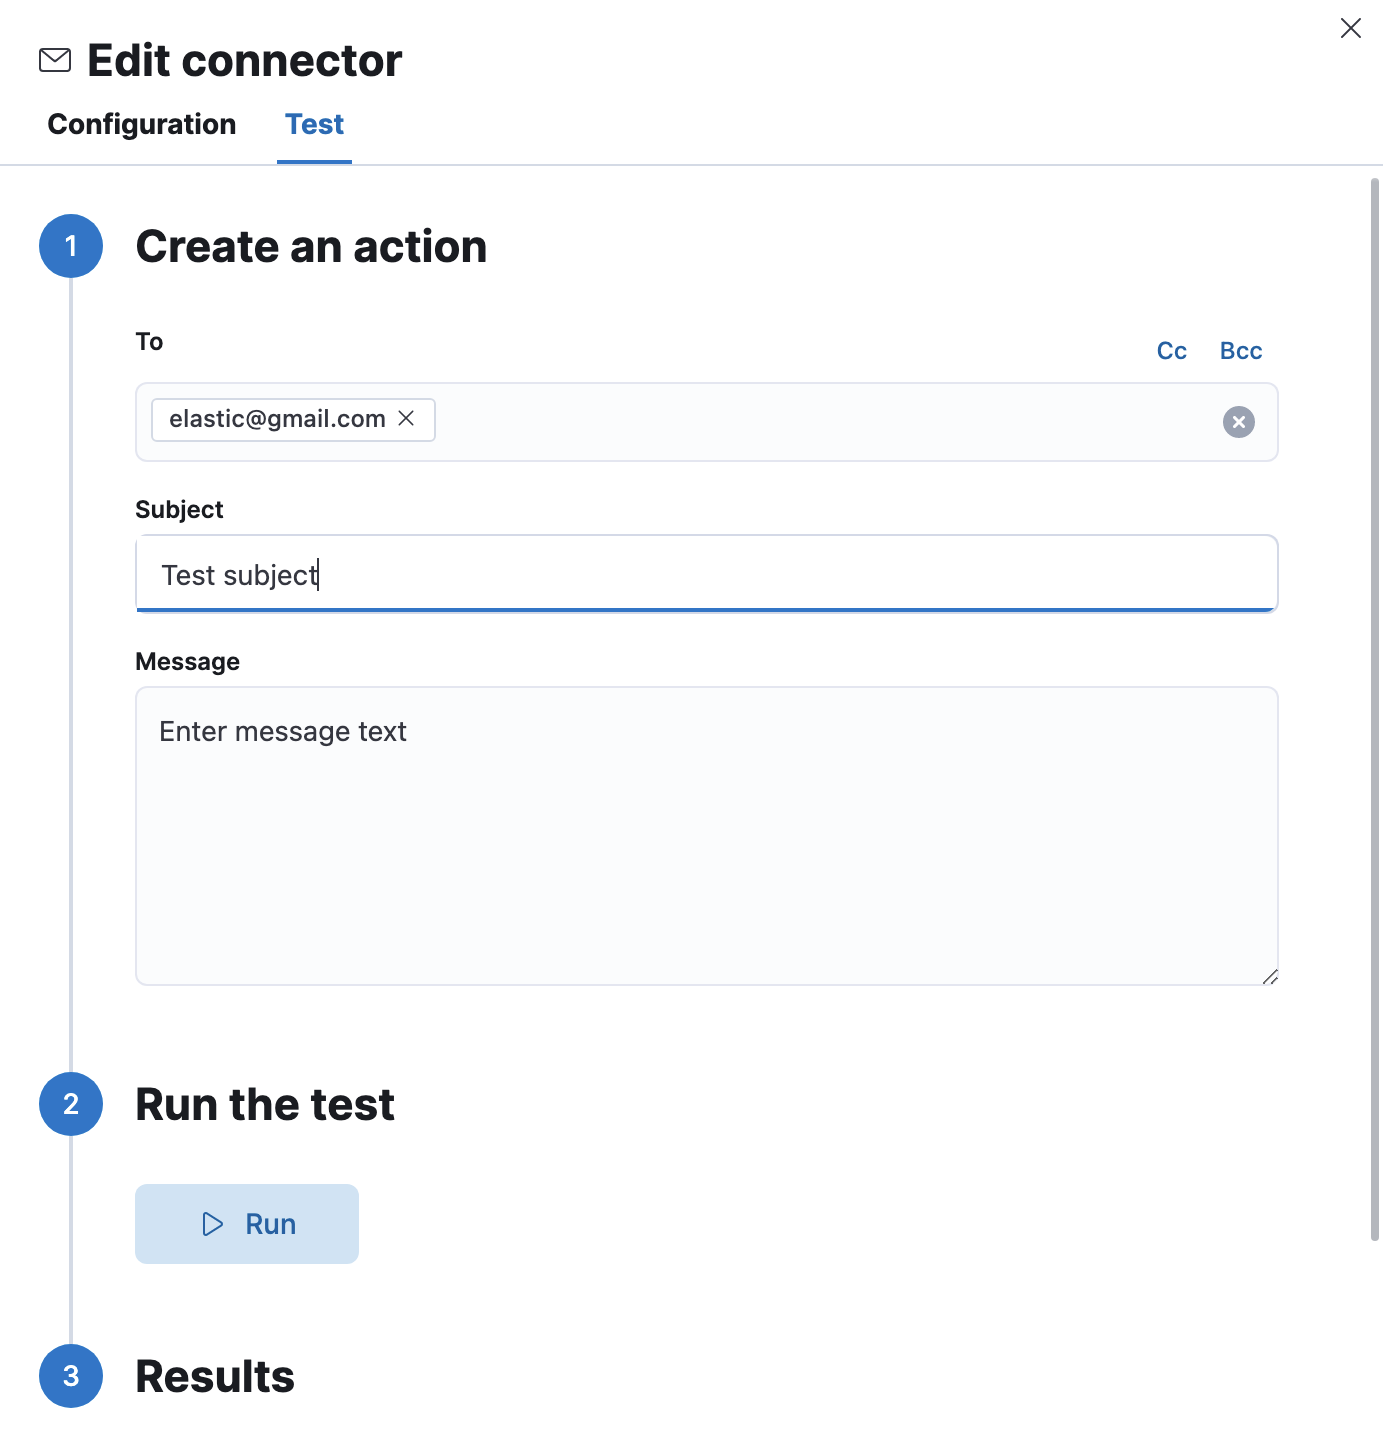 Edit connector
Configuration Test
1 Create an action
To Cc Bcc
elastic@gmail.com
Subject
Test subject
Message
Enter message text
2 Run the test
Run
3 Results